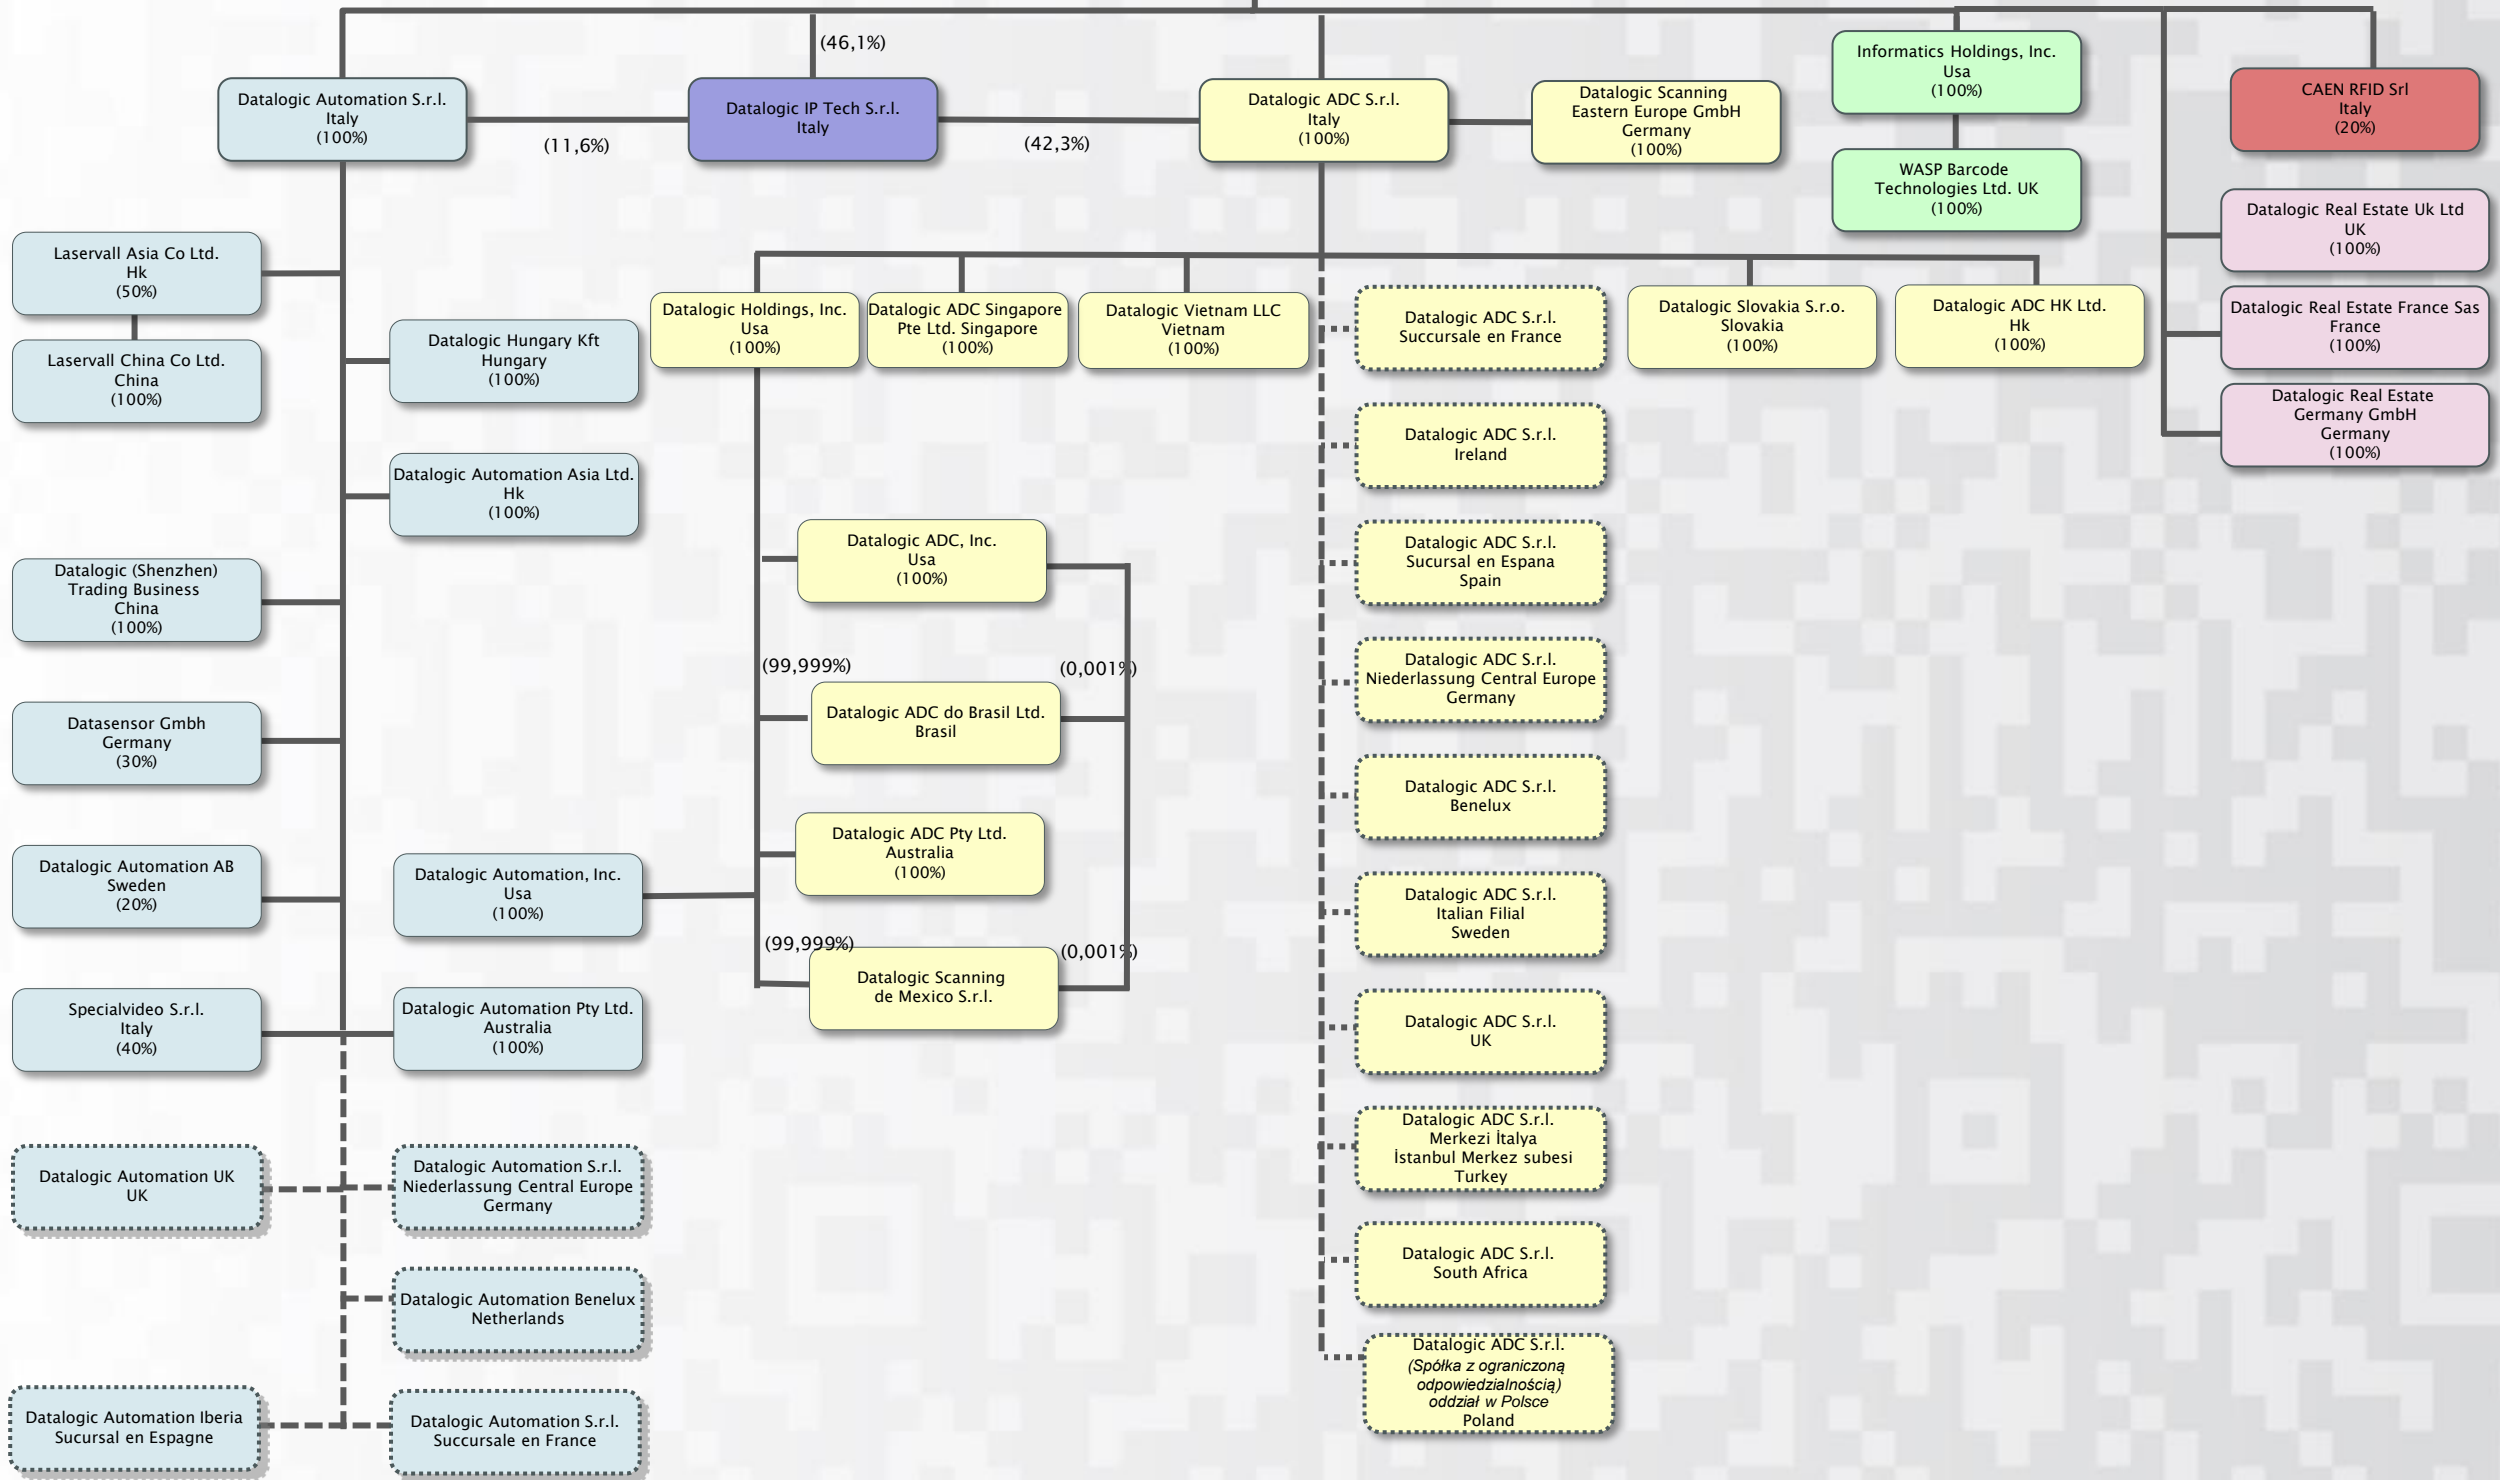 (46,1%)
Datalogic Automation S.r.l.
Italy
(100%)
(11,6%)
Datalogic IP Tech S.r.l.
Italy
(42,3%)
Datalogic ADC S.r.l.
Italy
(100%)
Datalogic Scanning
Eastern Europe GmbH
Germany
(100%)
Informatics Holdings, Inc.
Usa
(100%)
WASP Barcode
Technologies Ltd. UK
(100%)
CAEN RFID Srl
Italy
(20%)
Datalogic Real Estate Uk Ltd
UK
(100%)
Datalogic Real Estate France Sas
France
(100%)
Datalogic Real Estate
Germany GmbH
Germany
(100%)
Laservall Asia Co Ltd.
Hk
(50%)
Laservall China Co Ltd.
China
(100%)
Datalogic Hungary Kft
Hungary
(100%)
Datalogic Automation Asia Ltd.
Hk
(100%)
Datalogic (Shenzhen)
Trading Business
China
(100%)
Datasensor Gmbh
Germany
(30%)
Datalogic Automation AB
Sweden
(20%)
Datalogic Automation, Inc.
Usa
(100%)
Specialvideo S.r.l.
Italy
(40%)
Datalogic Automation Pty Ltd.
Australia
(100%)
Datalogic Automation UK
UK
Datalogic Automation S.r.l.
Niederlassung Central Europe
Germany
Datalogic Automation Benelux
Netherlands
Datalogic Automation Iberia
Sucursal en Espagne
Datalogic Automation S.r.l.
Succursale en France
Datalogic Holdings, Inc.
Usa
(100%)
Datalogic ADC Singapore
Pte Ltd. Singapore
(100%)
Datalogic Vietnam LLC
Vietnam
(100%)
Datalogic Slovakia S.r.o.
Slovakia
(100%)
Datalogic ADC HK Ltd.
Hk
(100%)
Datalogic ADC, Inc.
Usa
(100%)
(99,999%)
(0,001%)
Datalogic ADC do Brasil Ltd.
Brasil
Datalogic ADC Pty Ltd.
Australia
(100%)
(99,999%)
(0,001%)
Datalogic Scanning
de Mexico S.r.l.
Datalogic ADC S.r.l.
Succursale en France
Datalogic ADC S.r.l.
Ireland
Datalogic ADC S.r.l.
Sucursal en Espana
Spain
Datalogic ADC S.r.l.
Niederlassung Central Europe
Germany
Datalogic ADC S.r.l.
Benelux
Datalogic ADC S.r.l.
Italian Filial
Sweden
Datalogic ADC S.r.l.
UK
Datalogic ADC S.r.l.
Merkezi İtalya
İstanbul Merkez subesi
Turkey
Datalogic ADC S.r.l.
South Africa
Datalogic ADC S.r.l.
(Spółka z ograniczoną
odpowiedzialnością)
oddział w Polsce
Poland